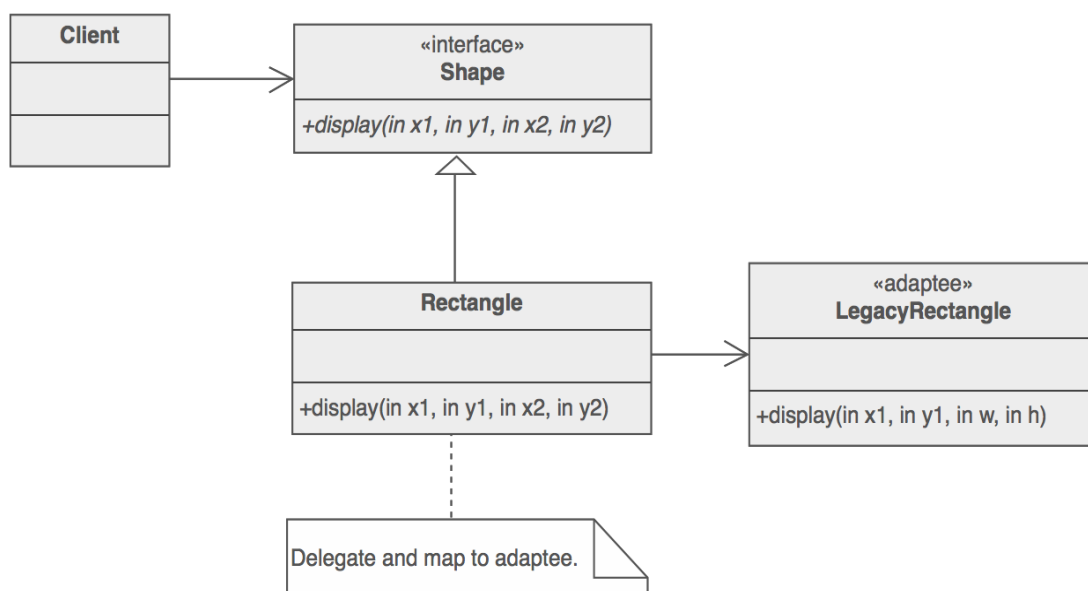 Client
«interface»
Shape
+display(in x1, in y1, in x2, in y2)
Rectangle
+display(in x1, in y1, in x2, in y2)
«adaptee»
LegacyRectangle
+display(in x1, in y1, in w, in h)
Delegate and map to adaptee.